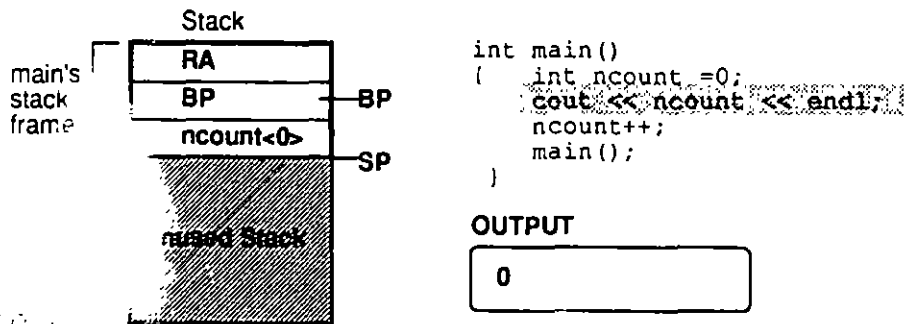 Stack
main's
stack
frame
RA
BP
BP
ncount<0>
SP
Stack
int main()
{ int ncount =0;
cout << ncount << endl;
ncount++;
main();
}
OUTPUT
0